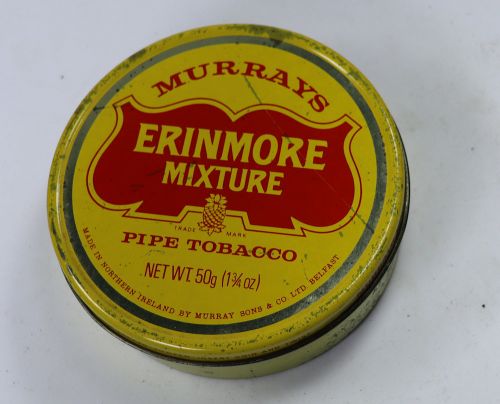 MURRAYS
ERINMORE
MIXTURE
TRADE MARK
PIPE TOBACCO
NET WT. 50g (1¾ oz)
MADE IN NORTHERN IRELAND BY MURRAY SONS & CO LTD. BELFAST